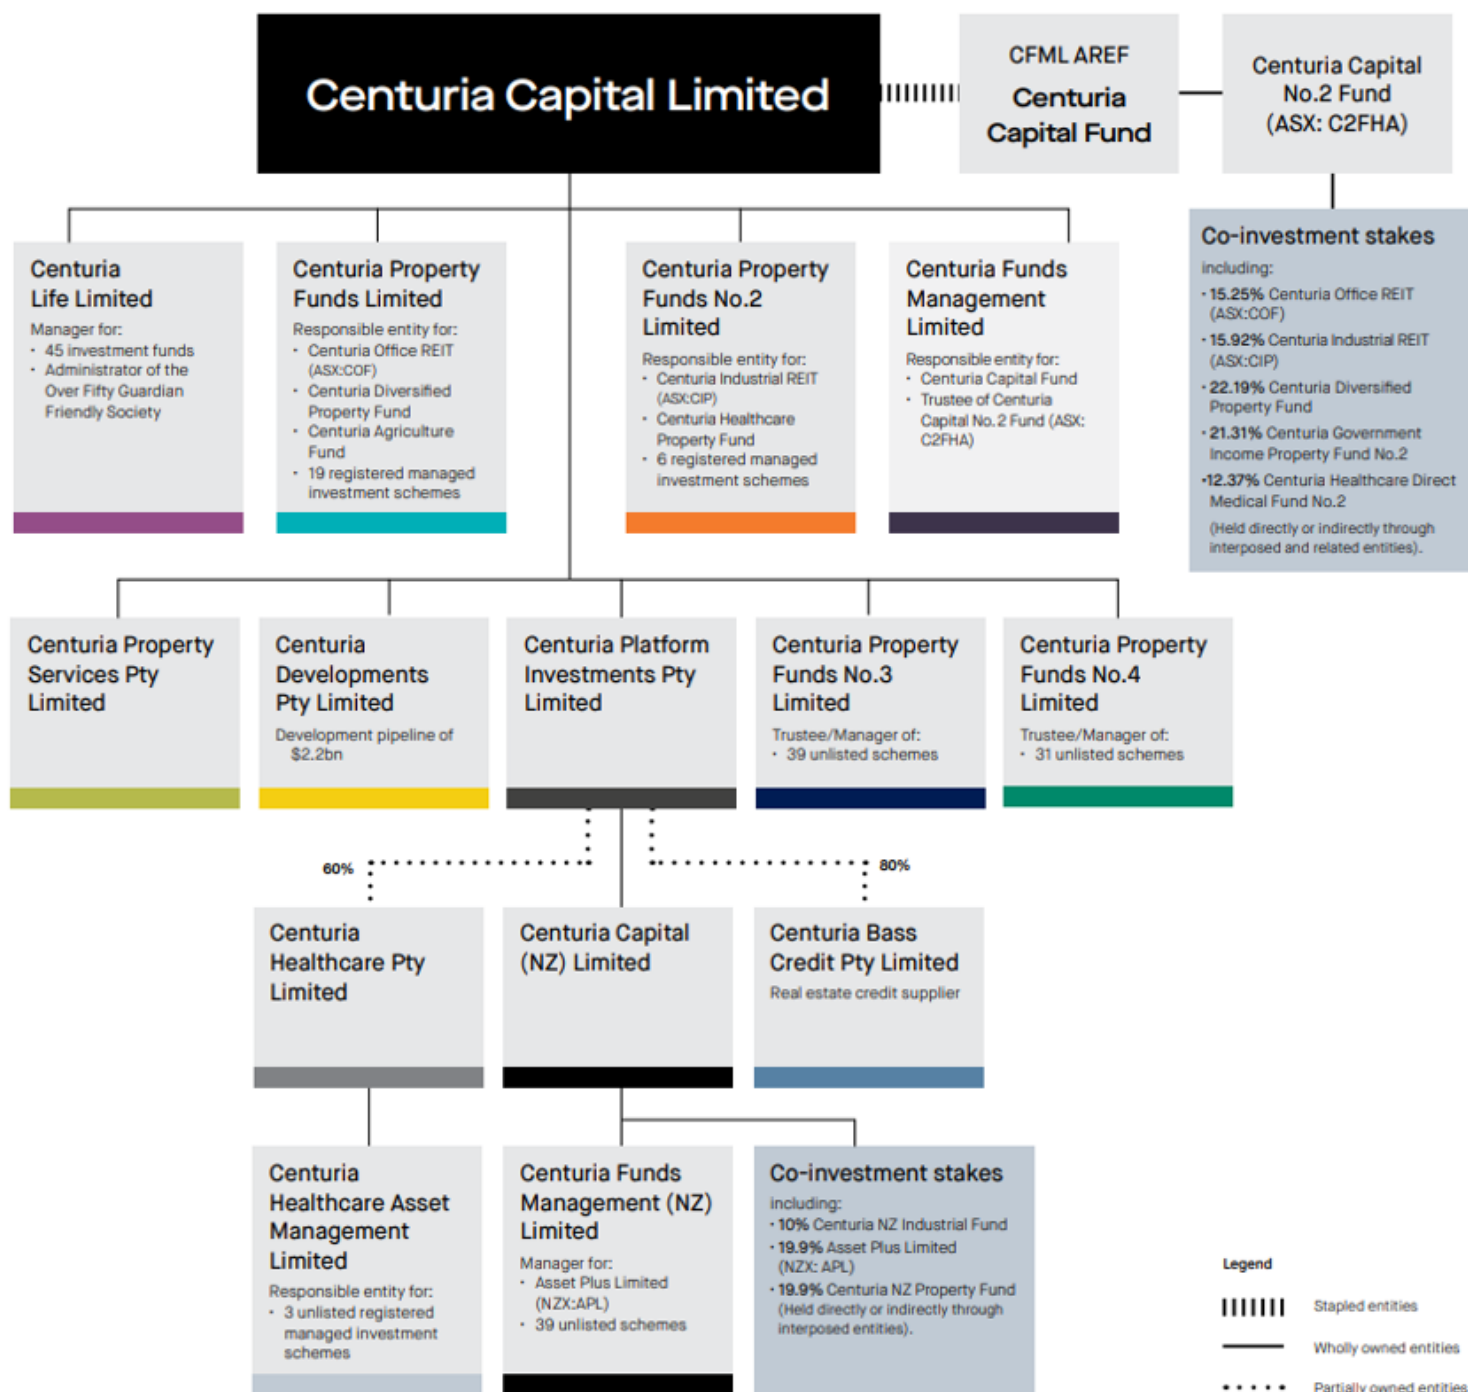 Centuria Capital Limited
CFML AREF
Centuria
Capital Fund
Centuria Capital
No.2 Fund
(ASX: C2FHA)
Centuria
Life Limited
Manager for:
• 45 investment funds
• Administrator of the
Over Fifty Guardian
Friendly Society
Centuria Property
Funds Limited
Responsible entity for:
• Centuria Office REIT
(ASX:COF)
• Centuria Diversified
Property Fund
• Centuria Agriculture
Fund
• 19 registered managed
investment schemes
Centuria Property
Funds No.2
Limited
Responsible entity for:
• Centuria Industrial REIT
(ASX:CIP)
• Centuria Healthcare
Property Fund
• 6 registered managed
investment schemes
Centuria Funds
Management
Limited
Responsible entity for:
• Centuria Capital Fund
• Trustee of Centuria
Capital No. 2 Fund (ASX:
C2FHA)
Co-investment stakes
including:
• 15.25% Centuria Office REIT
(ASX:COF)
• 15.92% Centuria Industrial REIT
(ASX:CIP)
• 22.19% Centuria Diversified
Property Fund
• 21.31% Centuria Government
Income Property Fund No.2
•12.37% Centuria Healthcare Direct
Medical Fund No.2
(Held directly or indirectly through
interposed and related entities).
Centuria Property
Services Pty
Limited
Centuria
Developments
Pty Limited
Development pipeline of
$2.2bn
Centuria Platform
Investments Pty
Limited
Centuria Property
Funds No.3
Limited
Trustee/Manager of:
• 39 unlisted schemes
Centuria Property
Funds No.4
Limited
Trustee/Manager of:
• 31 unlisted schemes
60%
80%
Centuria
Healthcare Pty
Limited
Centuria Capital
(NZ) Limited
Centuria Bass
Credit Pty Limited
Real estate credit supplier
Centuria
Healthcare Asset
Management
Limited
Responsible entity for:
• 3 unlisted registered
managed investment
schemes
Centuria Funds
Management (NZ)
Limited
Manager for:
• Asset Plus Limited
(NZX:APL)
• 39 unlisted schemes
Co-investment stakes
including:
• 10% Centuria NZ Industrial Fund
• 19.9% Asset Plus Limited
(NZX: APL)
• 19.9% Centuria NZ Property Fund
(Held directly or indirectly through
interposed entities).
Legend
Stapled entities
Wholly owned entities
Partially owned entities